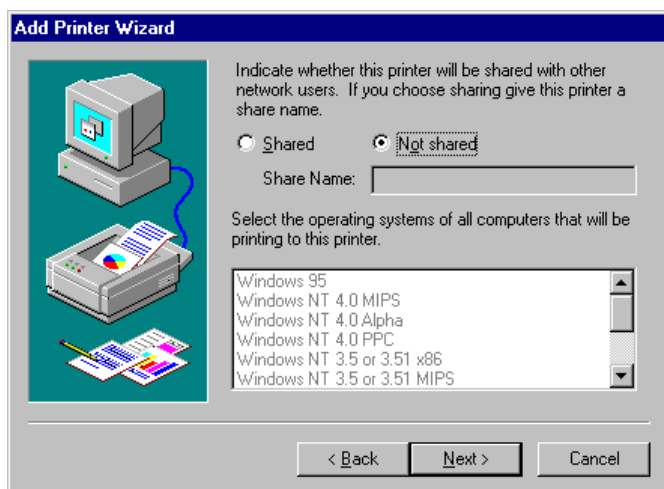 Add Printer Wizard
Indicate whether this printer will be shared with other
network users. If you choose sharing give this printer a
share name.
Shared Not shared
Share Name:
Select the operating systems of all computers that will be
printing to this printer.
Windows 95
Windows NT 4.0 MIPS
Windows NT 4.0 Alpha
Windows NT 4.0 PPC
Windows NT 3.5 or 3.51 x86
Windows NT 3.5 or 3.51 MIPS
< Back Next > Cancel